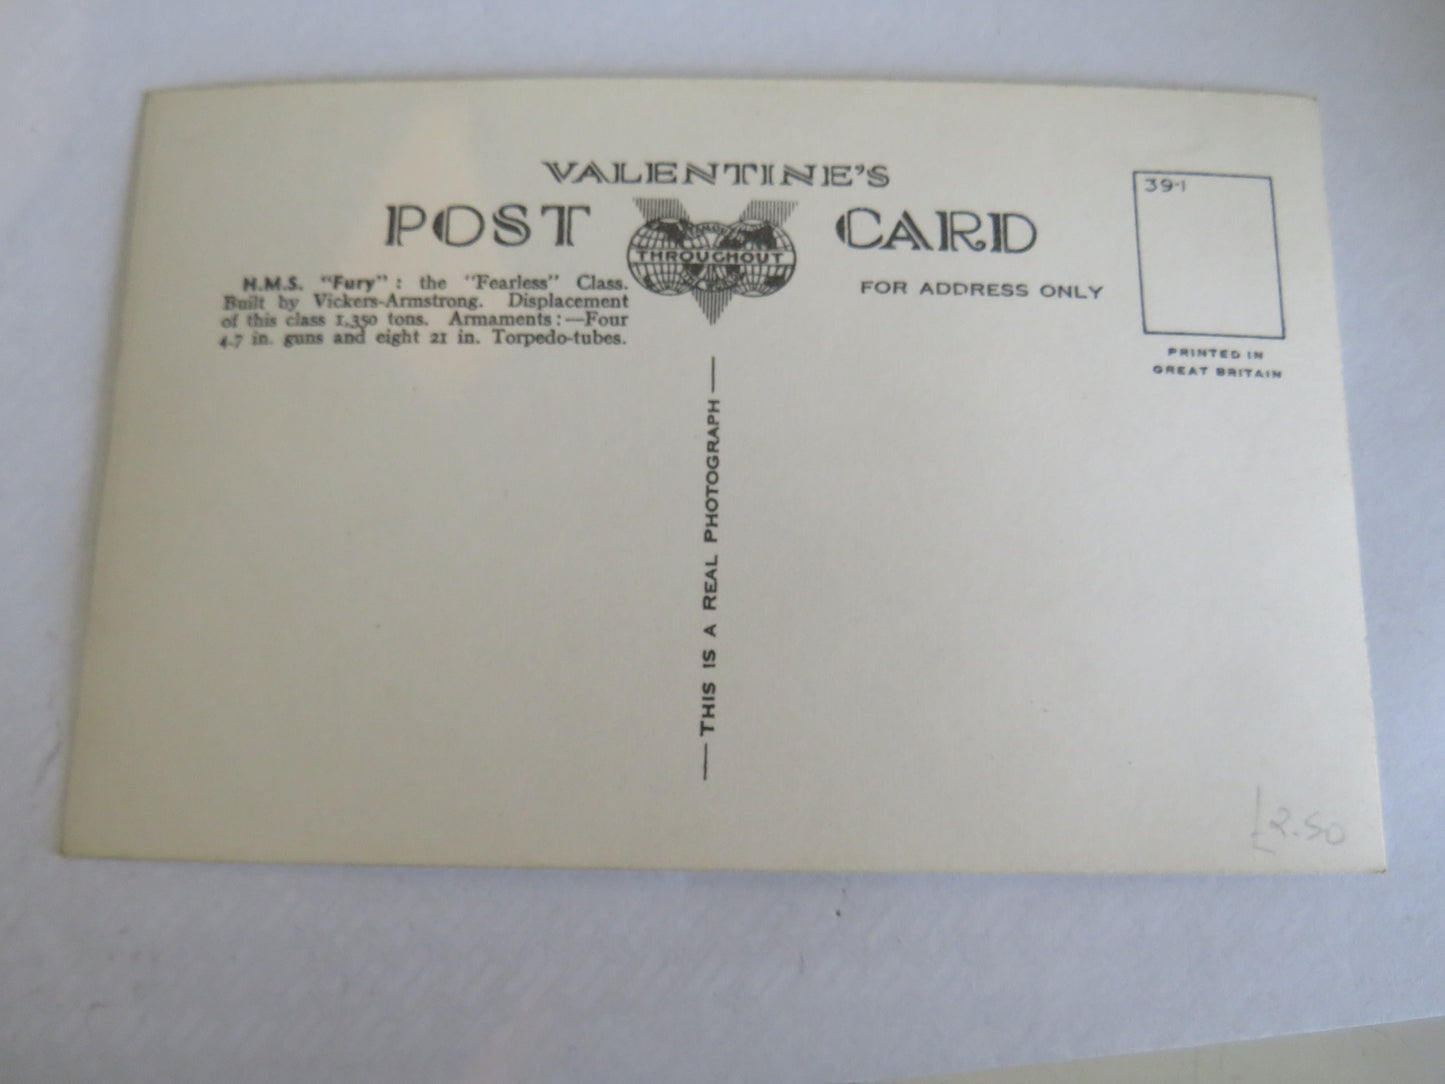 VALENTINE'S
POST CARD
FAMOUS
THROUGHOUT
39-1
H.M.S. "Fury": the "Fearless" Class.
Built by Vickers-Armstrong. Displacement
of this class 1,350 tons. Armaments:—Four
4.7 in. guns and eight 21 in. Torpedo-tubes.
FOR ADDRESS ONLY
PRINTED IN
GREAT BRITAIN
THIS IS A REAL PHOTOGRAPH
£2.50